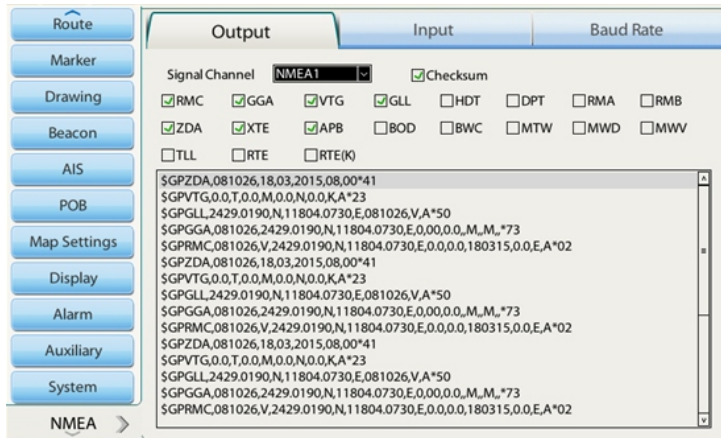 Route
Marker
Drawing
Beacon
AIS
POB
Map Settings
Display
Alarm
Auxiliary
System
NMEA
Output Input Baud Rate
Signal Channel NMEA1 Checksum
RMC GGA VTG GLL HDT DPT RMA RMB
ZDA XTE APB BOD BWC MTW MWD MWV
TLL RTE RTE(K)
$GPZDA,081026,18,03,2015,08,00*41
$GPVTG,0.0,T,0.0,M,0.0,N,0.0,K,A*23
$GPGLL,2429.0190,N,11804.0730,E,081026,V,A*50
$GPGGA,081026,2429.0190,N,11804.0730,E,0,00,0.0,,M,,M,,*73
$GPRMC,081026,V,2429.0190,N,11804.0730,E,0.0,0.0,180315,0.0,E,A*02
$GPZDA,081026,18,03,2015,08,00*41
$GPVTG,0.0,T,0.0,M,0.0,N,0.0,K,A*23
$GPGLL,2429.0190,N,11804.0730,E,081026,V,A*50
$GPGGA,081026,2429.0190,N,11804.0730,E,0,00,0.0,,M,,M,,*73
$GPRMC,081026,V,2429.0190,N,11804.0730,E,0.0,0.0,180315,0.0,E,A*02
$GPZDA,081026,18,03,2015,08,00*41
$GPVTG,0.0,T,0.0,M,0.0,N,0.0,K,A*23
$GPGLL,2429.0190,N,11804.0730,E,081026,V,A*50
$GPGGA,081026,2429.0190,N,11804.0730,E,0,00,0.0,,M,,M,,*73
$GPRMC,081026,V,2429.0190,N,11804.0730,E,0.0,0.0,180315,0.0,E,A*02